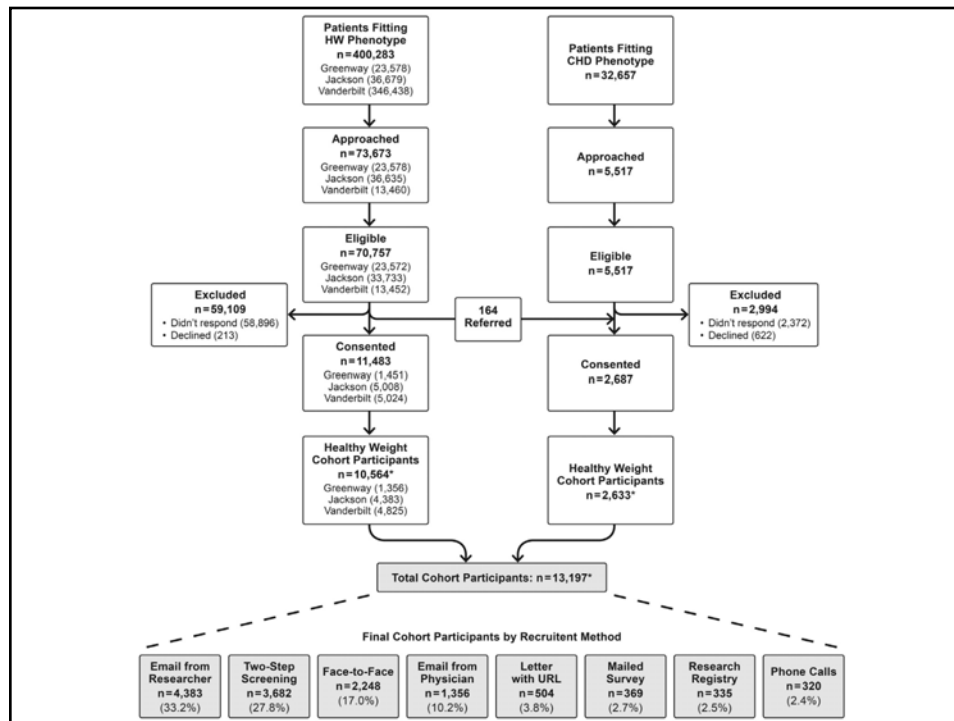 Patients Fitting
HW Phenotype
n=400,283
Greenway (23,578)
Jackson (36,679)
Vanderbilt (346,438)
Approached
n=73,673
Greenway (23,578)
Jackson (36,635)
Vanderbilt (13,460)
Eligible
n=70,757
Greenway (23,572)
Jackson (33,733)
Vanderbilt (13,452)
Excluded
n=59,109
• Didn't respond (58,896)
• Declined (213)
164
Referred
Consented
n=11,483
Greenway (1,451)
Jackson (5,008)
Vanderbilt (5,024)
Healthy Weight
Cohort Participants
n=10,564*
Greenway (1,356)
Jackson (4,383)
Vanderbilt (4,825)
Patients Fitting
CHD Phenotype
n=32,657
Approached
n=5,517
Eligible
n=5,517
Excluded
n=2,994
• Didn't respond (2,372)
• Declined (622)
Consented
n=2,687
Healthy Weight
Cohort Participants
n=2,633*
Total Cohort Participants: n=13,197*
Final Cohort Participants by Recruitent Method
Email from
Researcher
n=4,383
(33.2%)
Two-Step
Screening
n=3,682
(27.8%)
Face-to-Face
n=2,248
(17.0%)
Email from
Physician
n=1,356
(10.2%)
Letter
with URL
n=504
(3.8%)
Mailed
Survey
n=369
(2.7%)
Research
Registry
n=335
(2.5%)
Phone Calls
n=320
(2.4%)